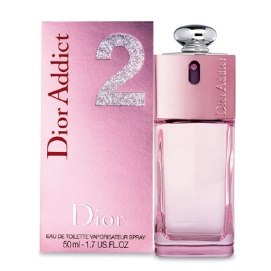 Dior Addict
2
Dior
EAU DE TOILETTE VAPORISATEUR SPRAY
50 ml - 1.7 US.FL.OZ
Dior Addict